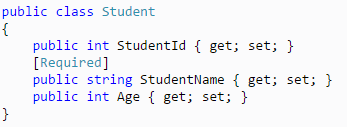 public class Student
{
    public int StudentId { get; set; }
    [Required]
    public string StudentName { get; set; }
    public int Age { get; set; }
}